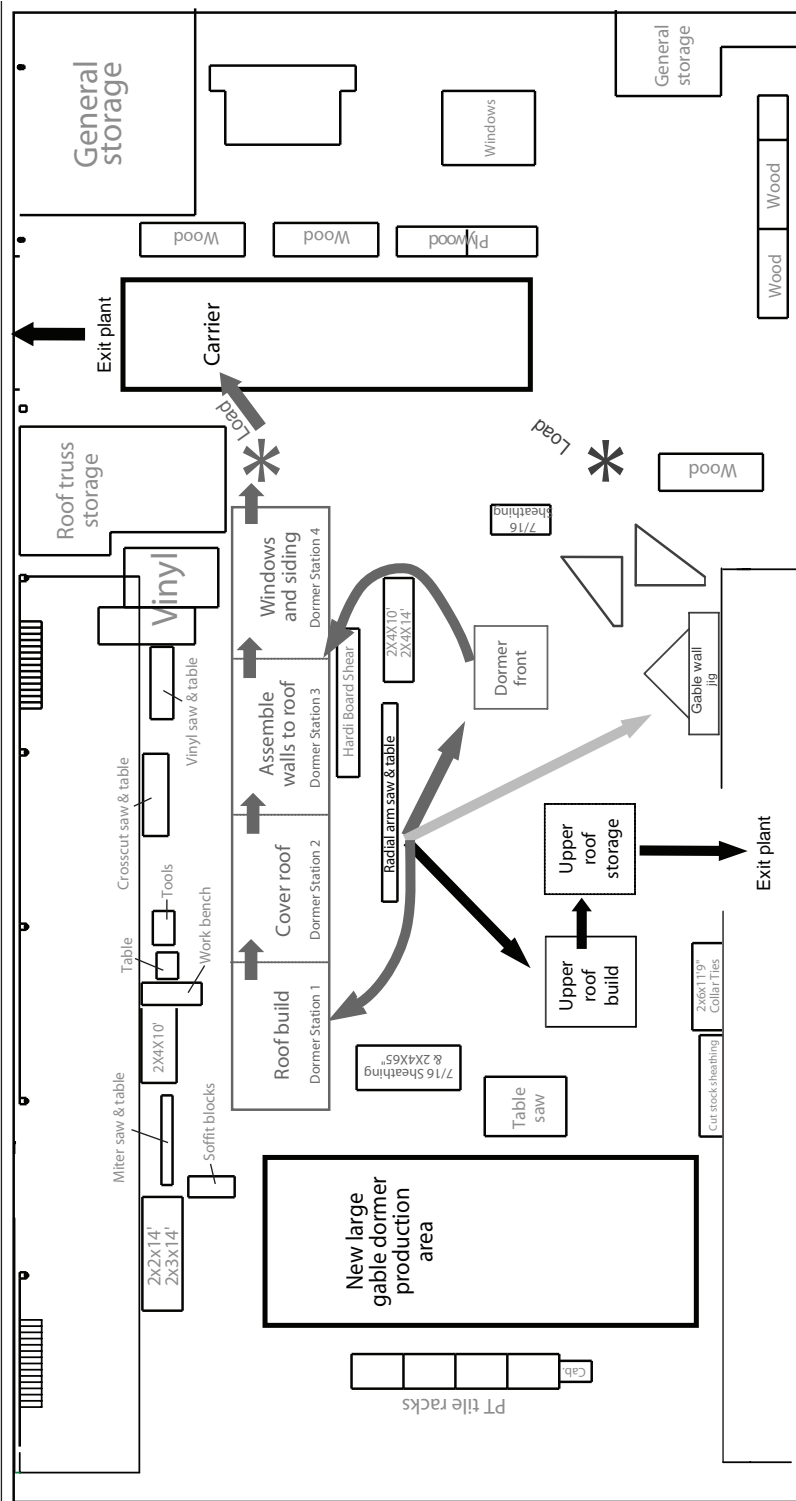 General
storage
Windows
General
storage
Wood
Wood
Plywood
Wood
Wood
Exit plant
Carrier
Load
Load
Wood
Roof truss
storage
7/16
Sheathing
Vinyl
Windows
and siding
Dormer Station 4
Assemble
walls to roof
Dormer Station 3
Cover roof
Dormer Station 2
Roof build
Dormer Station 1
Vinyl saw & table
Crosscut saw & table
Tools
Table
Work bench
2X4X10'
Miter saw & table
Soffit blocks
2x2x14'
2x3x14'
Hardi Board Shear
2X4X10'
2X4X14'
Radial arm saw & table
Dormer
front
Gable wall
jig
Upper
roof
storage
Upper
roof
build
Exit plant
7/16 Sheathing
& 2X4X65"
Table
saw
2x6x11'9"
Collar Ties
Cut stock sheathing
New large
gable dormer
production
area
PT tile racks
Cab.